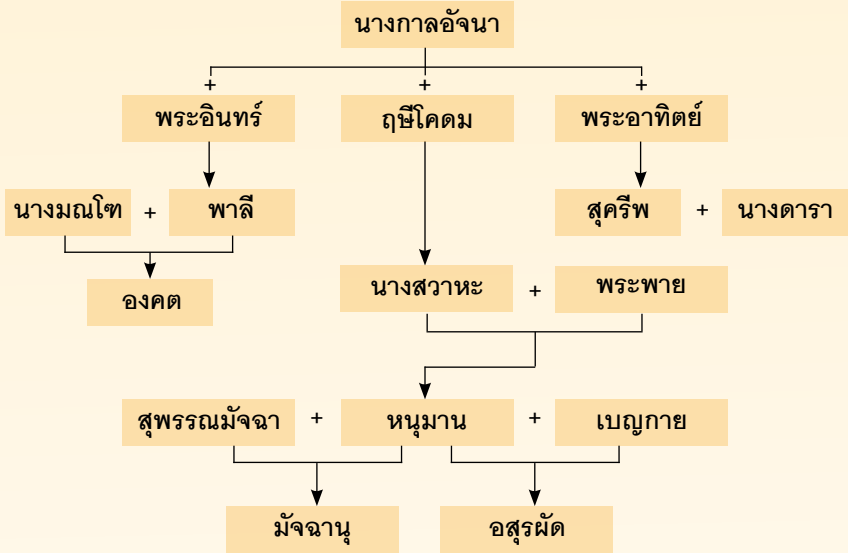 นางกาลอัจนา
+ + +
พระอินทร์ ฤษีโคดม พระอาทิตย์
นางมณโฑ + พาลี สุครีพ + นางดารา
องคต นางสวาหะ + พระพาย
สุพรรณมัจฉา + หนุมาน + เบญกาย
มัจฉานุ อสุรผัด